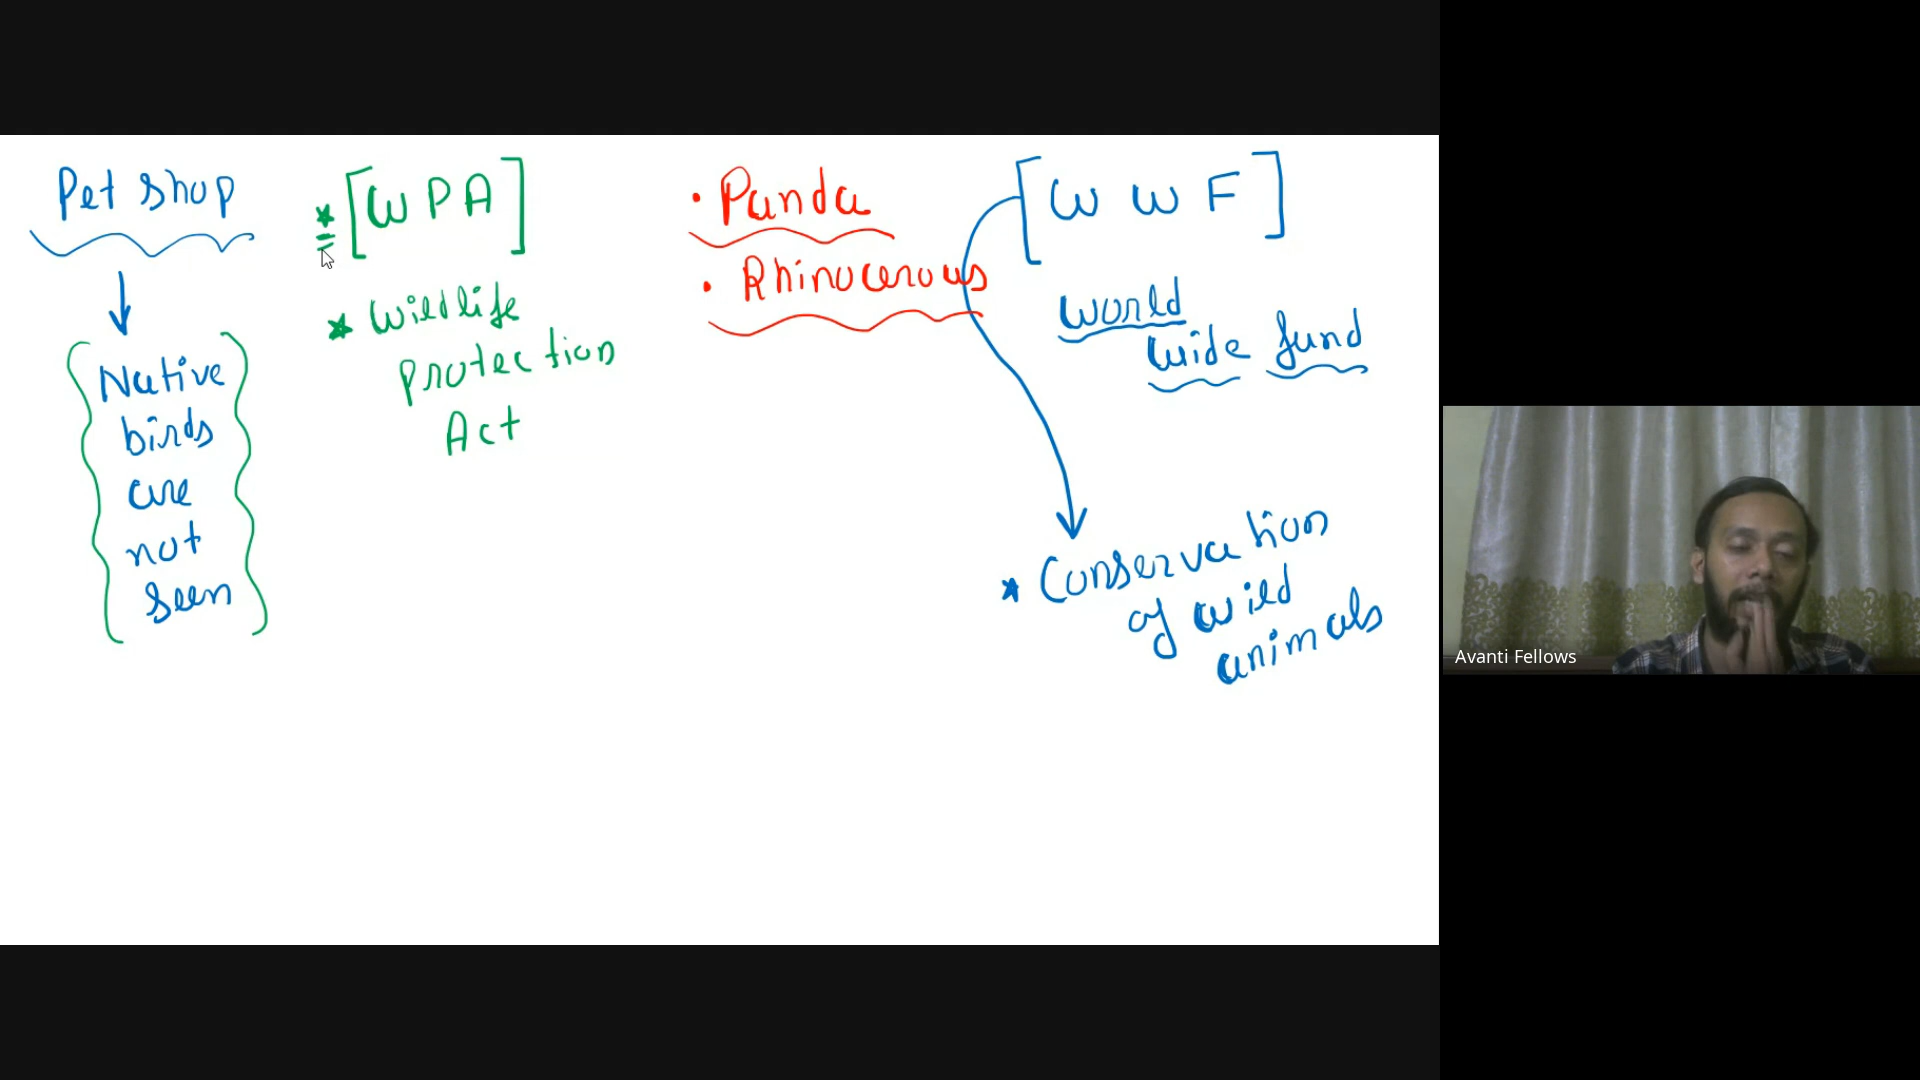 Pet shop
Native
birds
are
not
seen
[WPA]
* Wildlife
protection
Act
• Panda
• Rhinocerous
[W W F]
World
wide fund
* Conservation
of wild
animals
Avanti Fellows